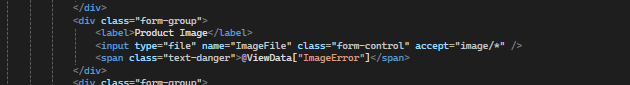 </div>
<div class="form-group">
<label>Product Image</label>
<input type="file" name="ImageFile" class="form-control" accept="image/*" />
<span class="text-danger">@ViewData["ImageError"]</span>
</div>
<div class="form-group">